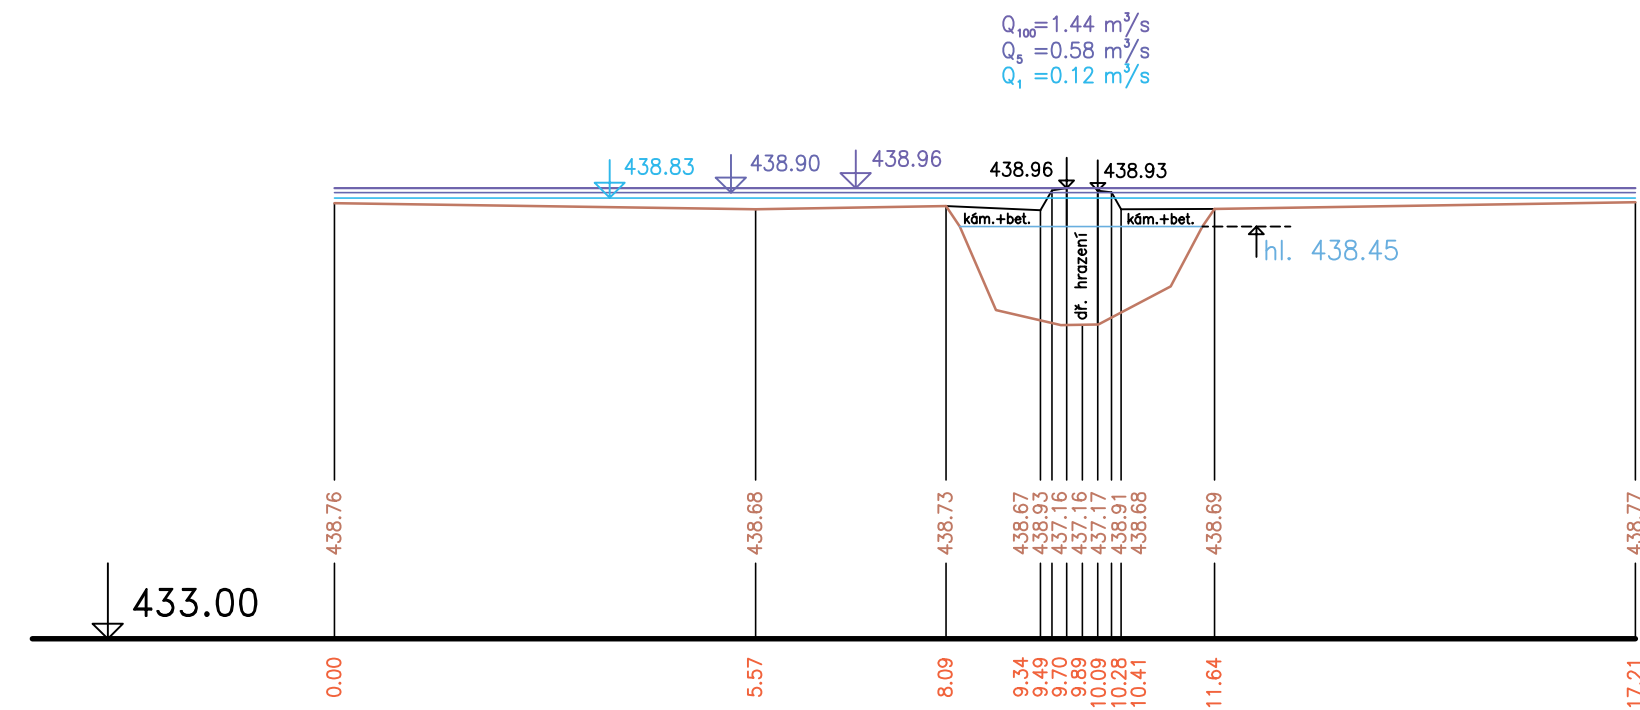 Q100=1.44 m³/s
Q5 =0.58 m³/s
Q1 =0.12 m³/s
438.83 438.90 438.96 438.96 438.93
kám.+bet. kám.+bet.
dř. hrazení
hl. 438.45
438.76 438.68 438.73 438.67 438.93 437.16 437.16 437.17 438.91 438.68 438.69 438.77
433.00
0.00 5.57 8.09 9.34 9.49 9.70 9.89 10.09 10.28 10.41 11.64 17.21